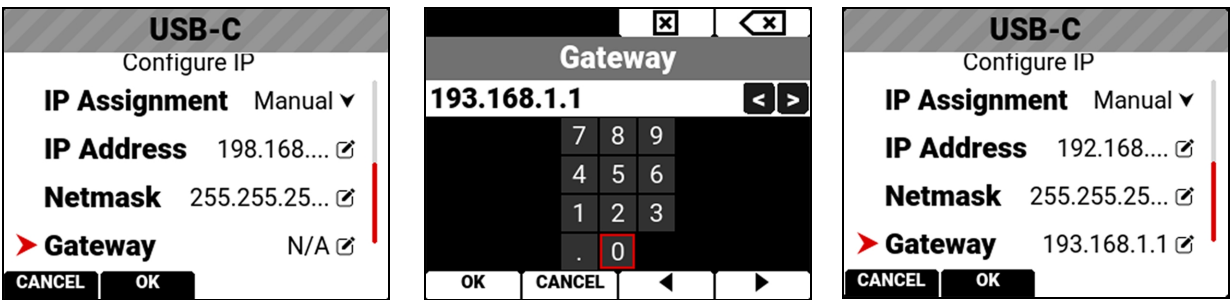 USB-C
Configure IP
IP Assignment Manual
IP Address 198.168....
Netmask 255.255.25...
Gateway N/A
CANCEL OK
Gateway
193.168.1.1 < >
7 8 9
4 5 6
1 2 3
. 0
OK CANCEL
USB-C
Configure IP
IP Assignment Manual
IP Address 192.168....
Netmask 255.255.25...
Gateway 193.168.1.1
CANCEL OK